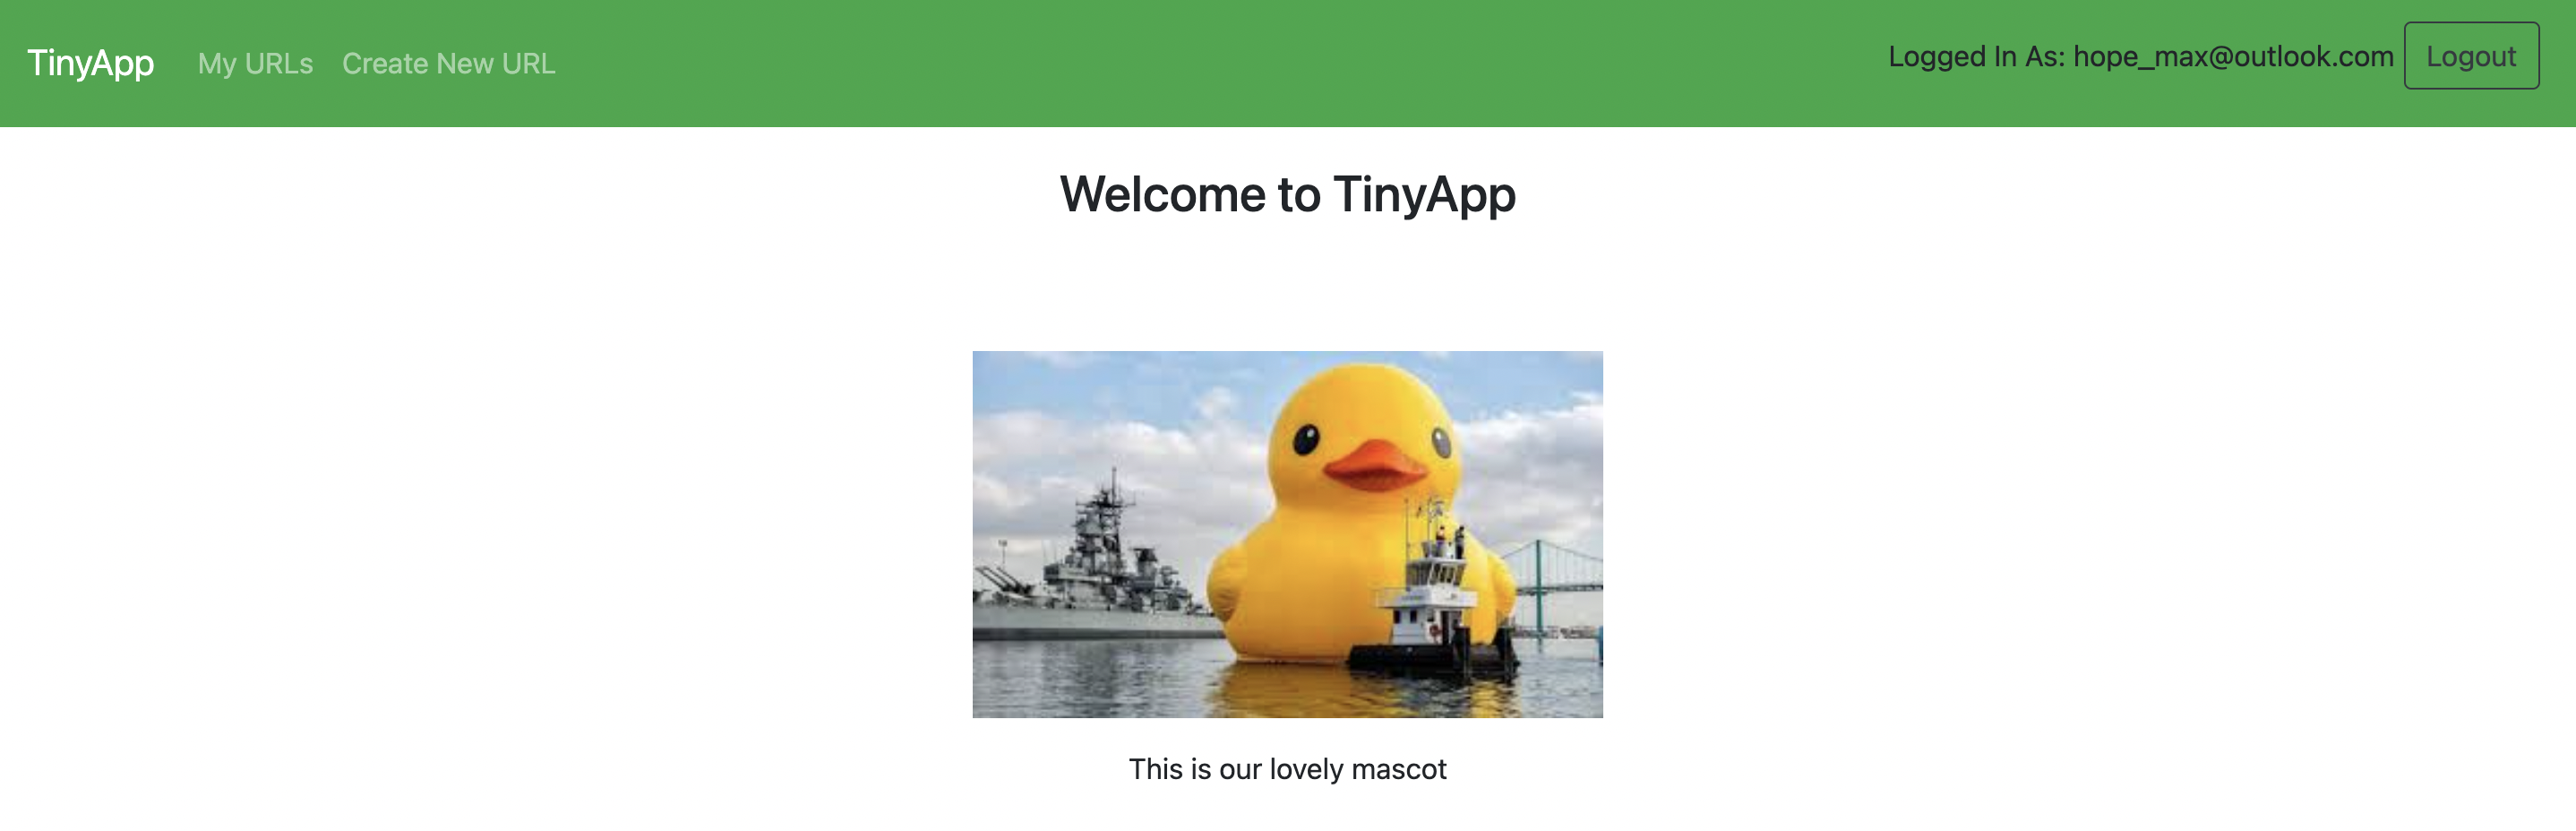 TinyApp My URLs Create New URL Logged In As: hope_max@outlook.com Logout
Welcome to TinyApp
This is our lovely mascot